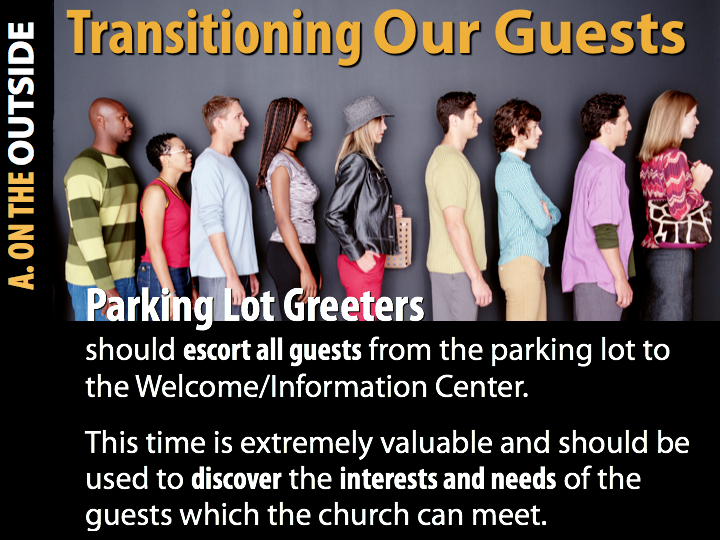 Transitioning Our Guests
A. ON THE OUTSIDE
Parking Lot Greeters
should escort all guests from the parking lot to
the Welcome/Information Center.
This time is extremely valuable and should be
used to discover the interests and needs of the
guests which the church can meet.